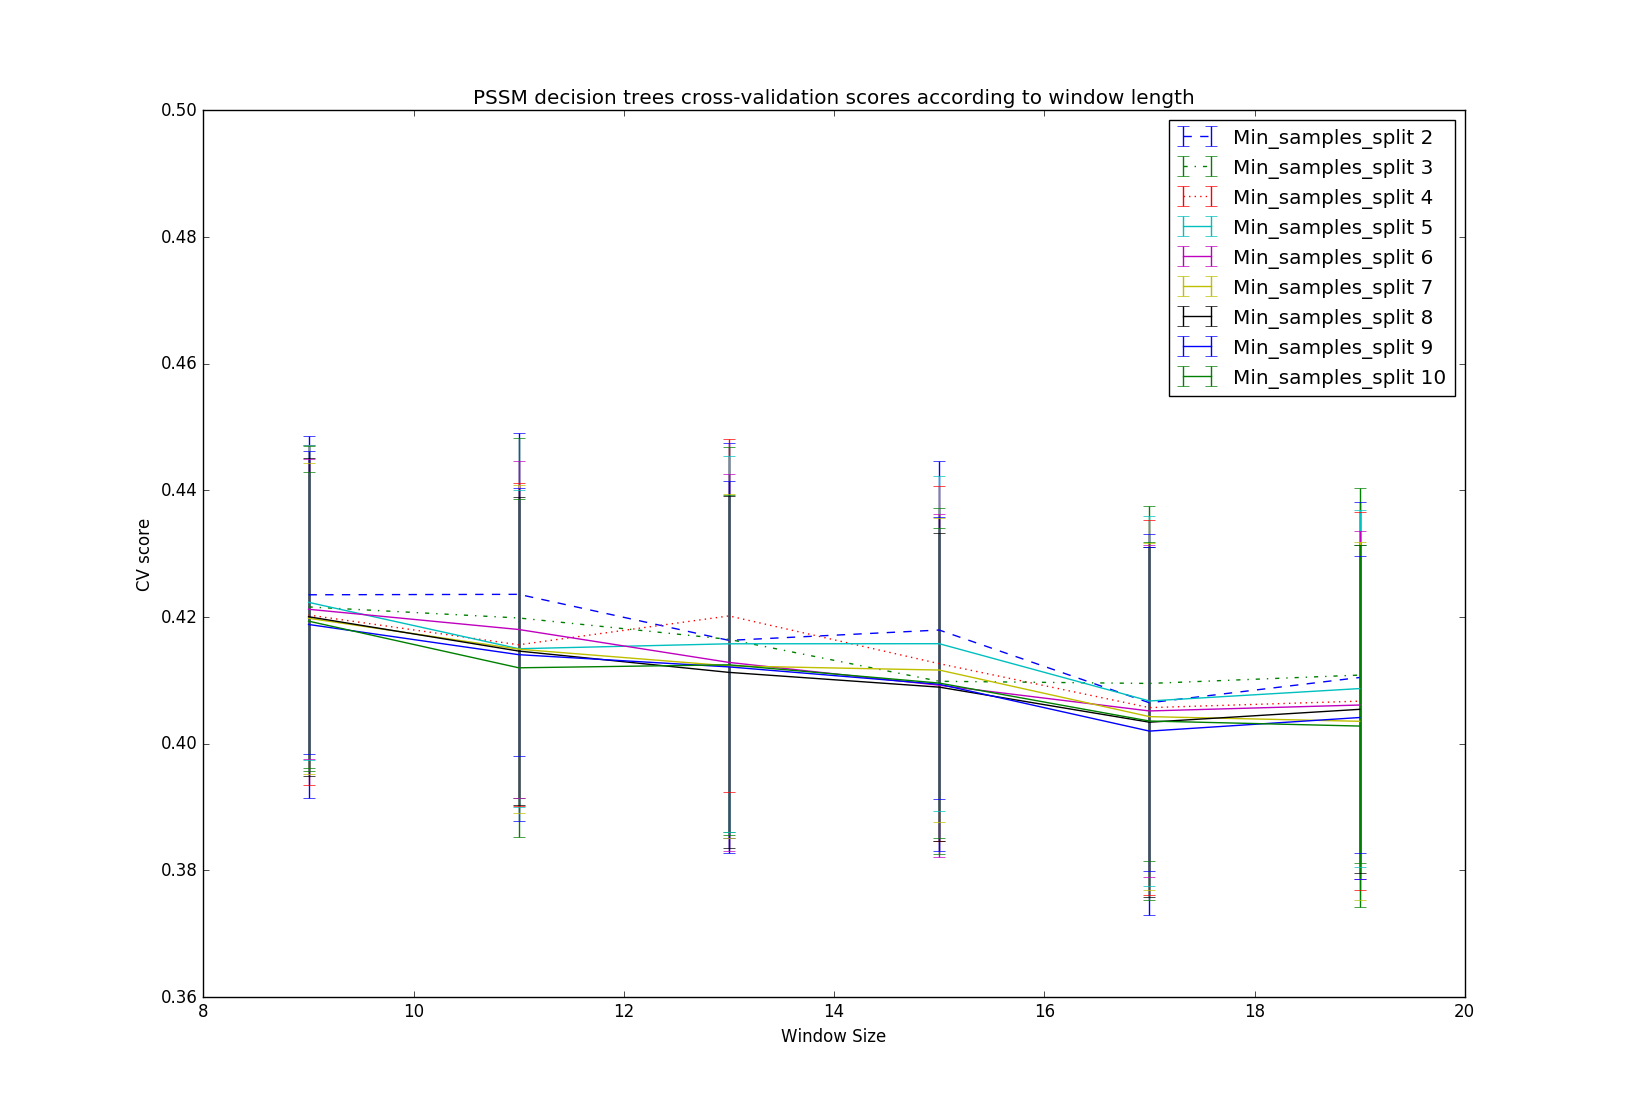 PSSM decision trees cross-validation scores according to window length
0.50
0.48
0.46
0.44
0.42
0.40
0.38
0.36
CV score
Min_samples_split 2
Min_samples_split 3
Min_samples_split 4
Min_samples_split 5
Min_samples_split 6
Min_samples_split 7
Min_samples_split 8
Min_samples_split 9
Min_samples_split 10
8 10 12 14 16 18 20
Window Size